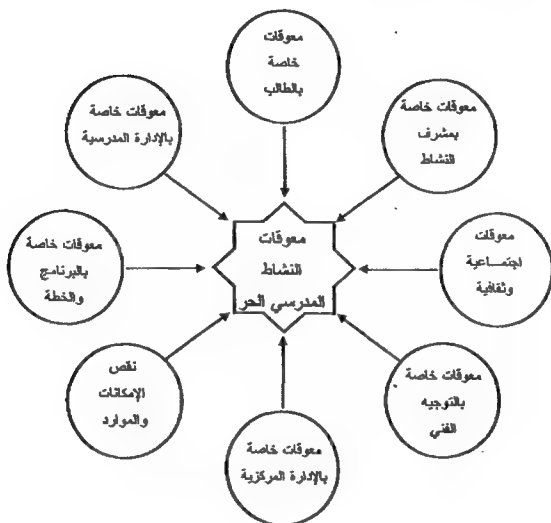 معوقات
خاصة
بالطالب
معوقات خاصة
بمشرف
النشاط
معوقات
اجتماعية
وثقافية
معوقات خاصة
بالتوجيه
الفني
معوقات خاصة
بالإدارة المركزية
نقص
الإمكانات
والموارد
معوقات خاصة
بالبرنامج
والخطة
معوقات خاصة
بالإدارة المدرسية
معوقات
النشاط
المدرسي الحر